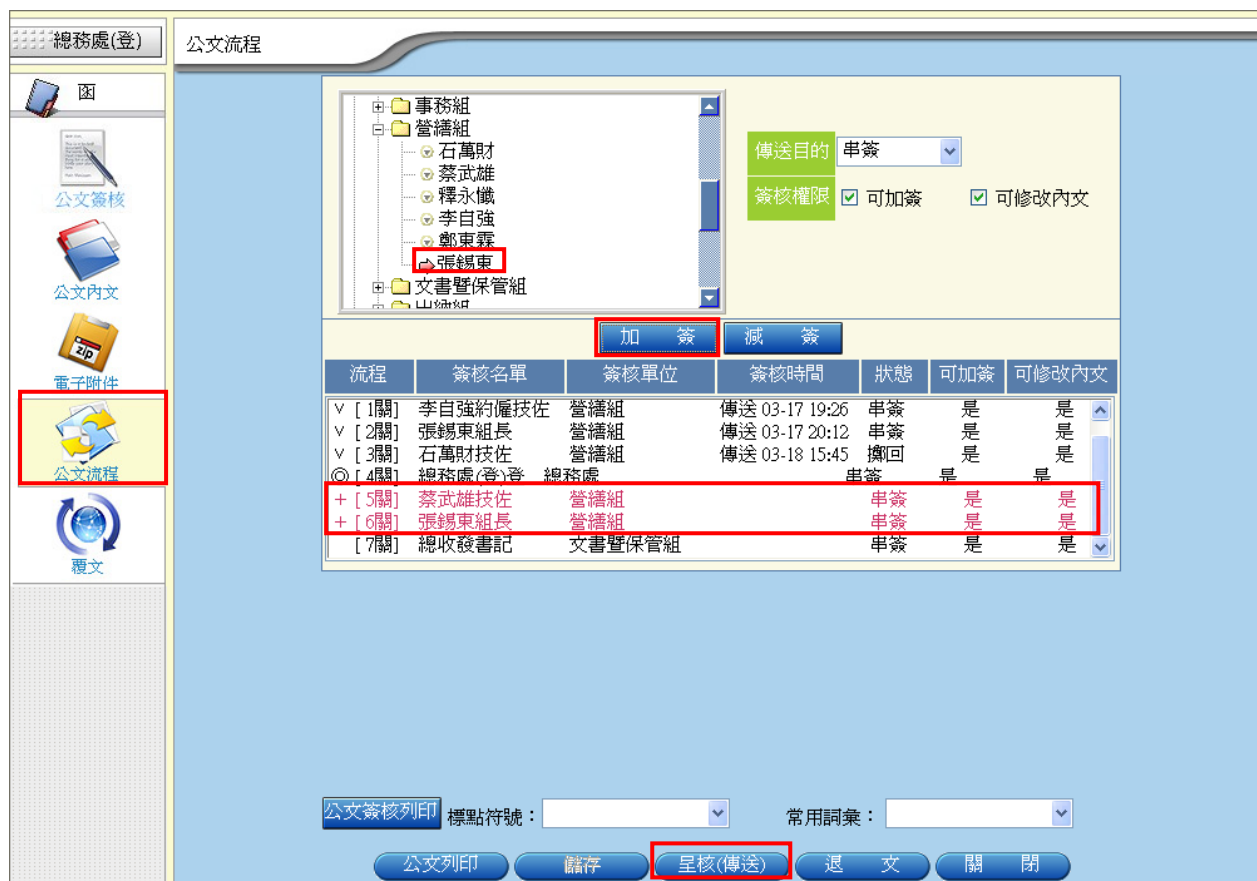 總務處(登)
公文流程
函
公文簽核
公文內文
電子附件
公文流程
覆文
事務組
營繕組
石萬財
蔡武雄
釋永懺
李自強
鄭東霖
張錫東
文書暨保管組
出納組
傳送目的 串簽
簽核權限 可加簽 可修改內文
加 簽 減 簽
流程 簽核名單 簽核單位 簽核時間 狀態 可加簽 可修改內文
v [ 1關] 李自強約僱技佐 營繕組 傳送 03-17 19:26 串簽 是 是
v [ 2關] 張錫東組長 營繕組 傳送 03-17 20:12 串簽 是 是
v [ 3關] 石萬財技佐 營繕組 傳送 03-18 15:45 擲回 是 是
◎ [ 4關] 總務處(登)登 總務處 串簽 是 是
+ [ 5關] 蔡武雄技佐 營繕組 串簽 是 是
+ [ 6關] 張錫東組長 營繕組 串簽 是 是
[ 7關] 總收發書記 文書暨保管組 串簽 是 是
公文簽核列印 標點符號： 常用詞彙：
公文列印 儲存 呈核(傳送) 退 文 關 閉